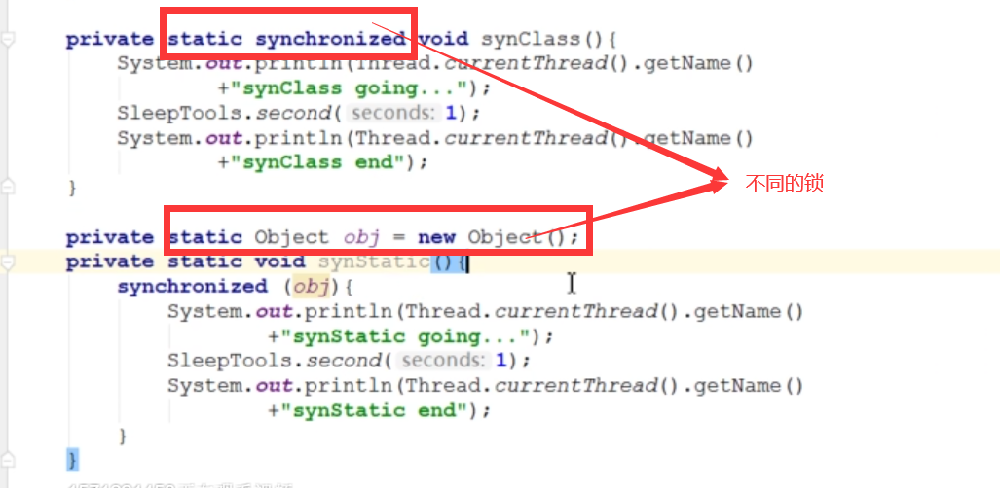 private static synchronized void synClass(){
System.out.println(Thread.currentThread().getName()
+"synClass going...");
SleepTools.second( seconds: 1);
System.out.println(Thread.currentThread().getName()
+"synClass end");
}
不同的锁
private static Object obj = new Object();
private static void synStatic(){
synchronized (obj){
System.out.println(Thread.currentThread().getName()
+"synStatic going...");
SleepTools.second( seconds: 1);
System.out.println(Thread.currentThread().getName()
+"synStatic end");
}
}